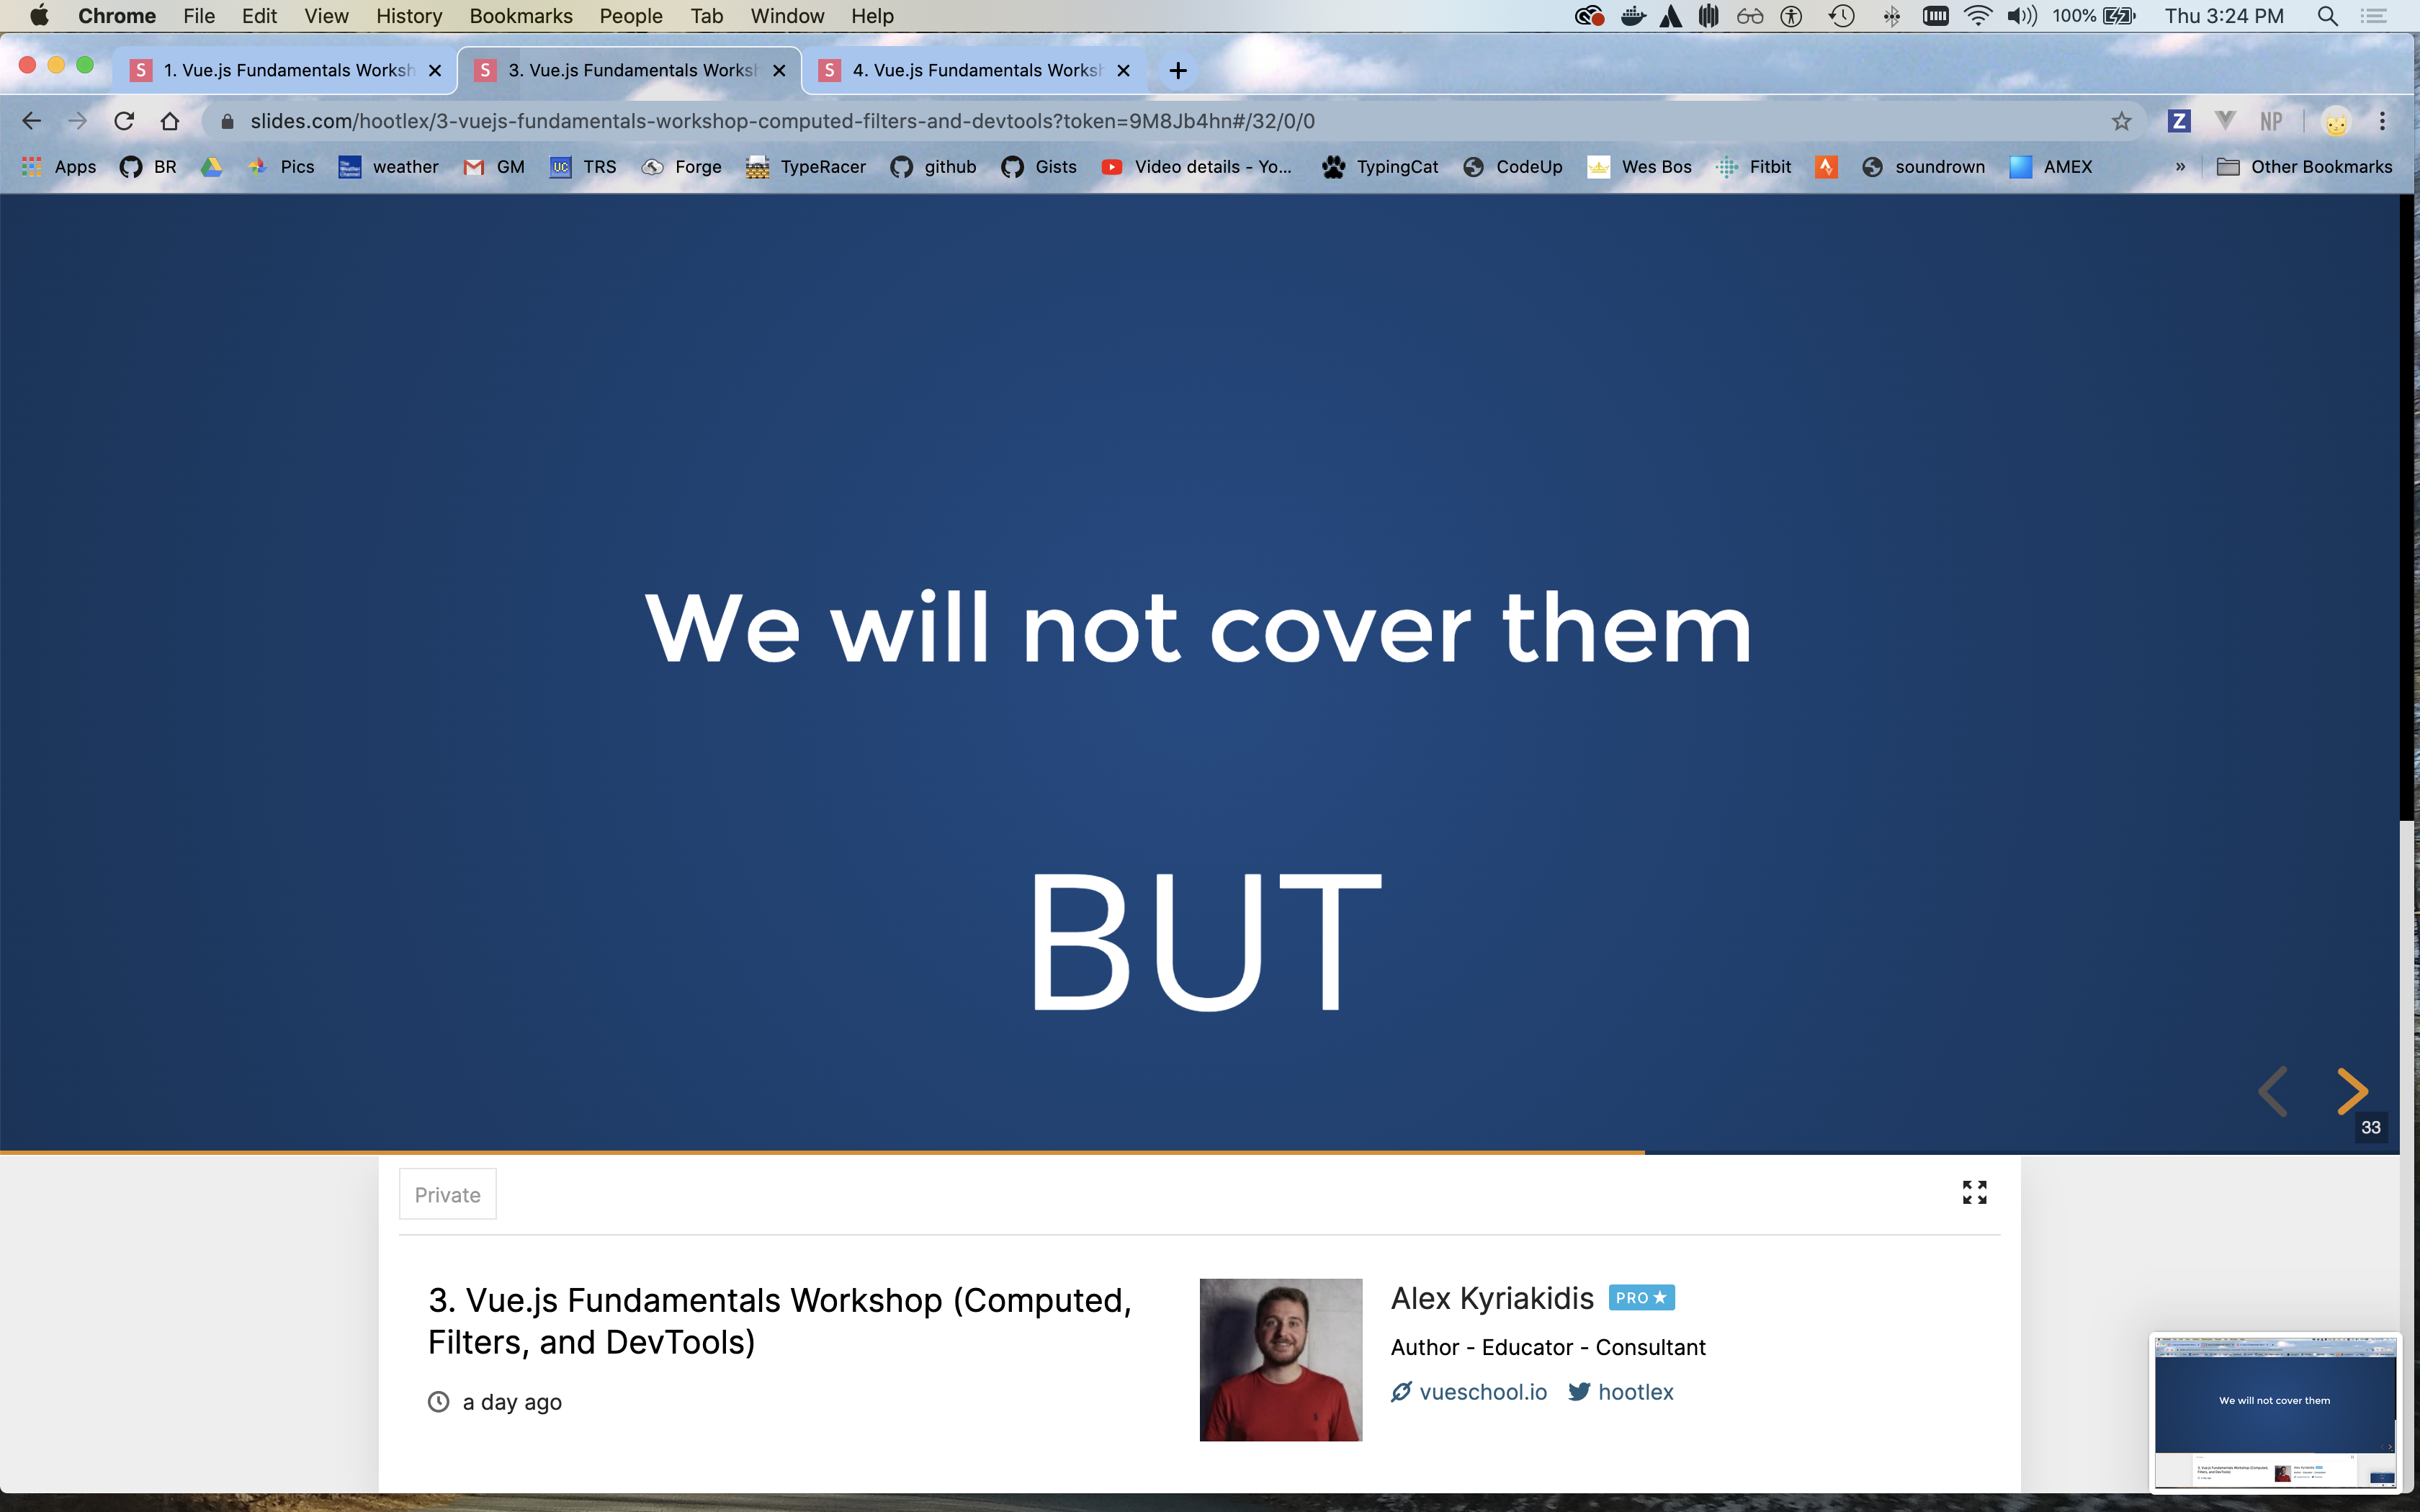 Chrome File Edit View History Bookmarks People Tab Window Help 100% Thu 3:24 PM
S 1. Vue.js Fundamentals Worksh S 3. Vue.js Fundamentals Works S 4. Vue.js Fundamentals Works
slides.com/hootlex/3-vuejs-fundamentals-workshop-computed-filters-and-devtools?token=9M8Jb4hn#/32/0/0 Z NP
Apps BR Pics weather GM UC TRS Forge TypeRacer github Gists Video details - Yo... TypingCat CodeUp Wes Bos Fitbit soundrown AMEX » Other Bookmarks
We will not cover them
BUT
33
Private
3. Vue.js Fundamentals Workshop (Computed,
Filters, and DevTools)
a day ago
Alex Kyriakidis PRO
Author - Educator - Consultant
vueschool.io hootlex
We will not cover them